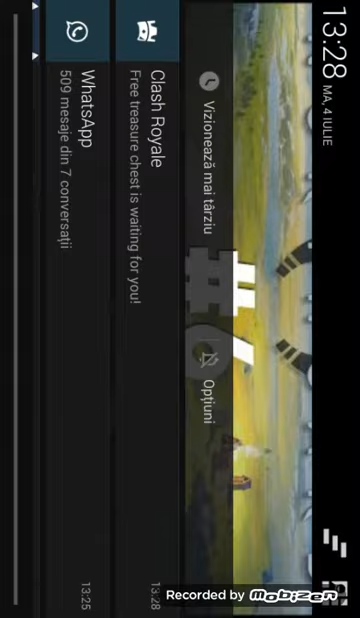 13:28 MA, 4 IULIE
Vizionează mai târziu
Opțiuni
Clash Royale
Free treasure chest is waiting for you!
13:28
WhatsApp
509 mesaje din 7 conversații
13:25
Recorded by Mobizen